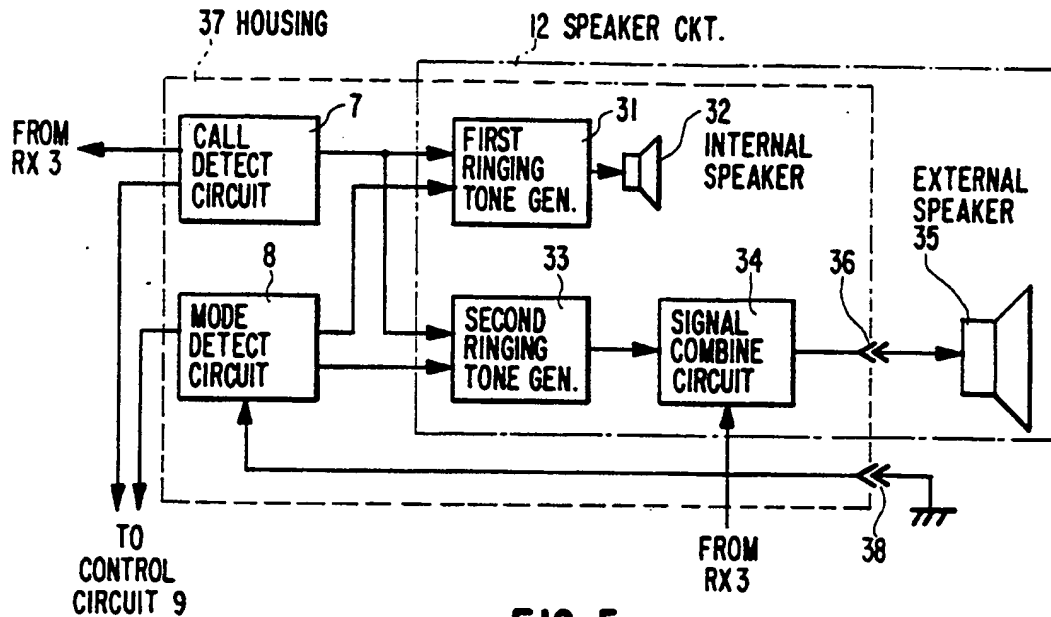 37 HOUSING
12 SPEAKER CKT.
FROM
RX 3
7
CALL
DETECT
CIRCUIT
31
FIRST
RINGING
TONE GEN.
32
INTERNAL
SPEAKER
EXTERNAL
SPEAKER
35
8
MODE
DETECT
CIRCUIT
33
SECOND
RINGING
TONE GEN.
34
SIGNAL
COMBINE
CIRCUIT
36
38
TO
CONTROL
CIRCUIT 9
FROM
RX3